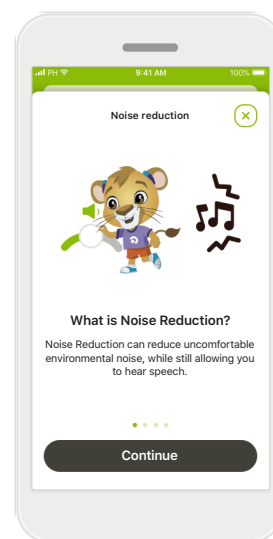 PH 9:41 AM 100%
Noise reduction
What is Noise Reduction?
Noise Reduction can reduce uncomfortable
environmental noise, while still allowing you
to hear speech.
Continue